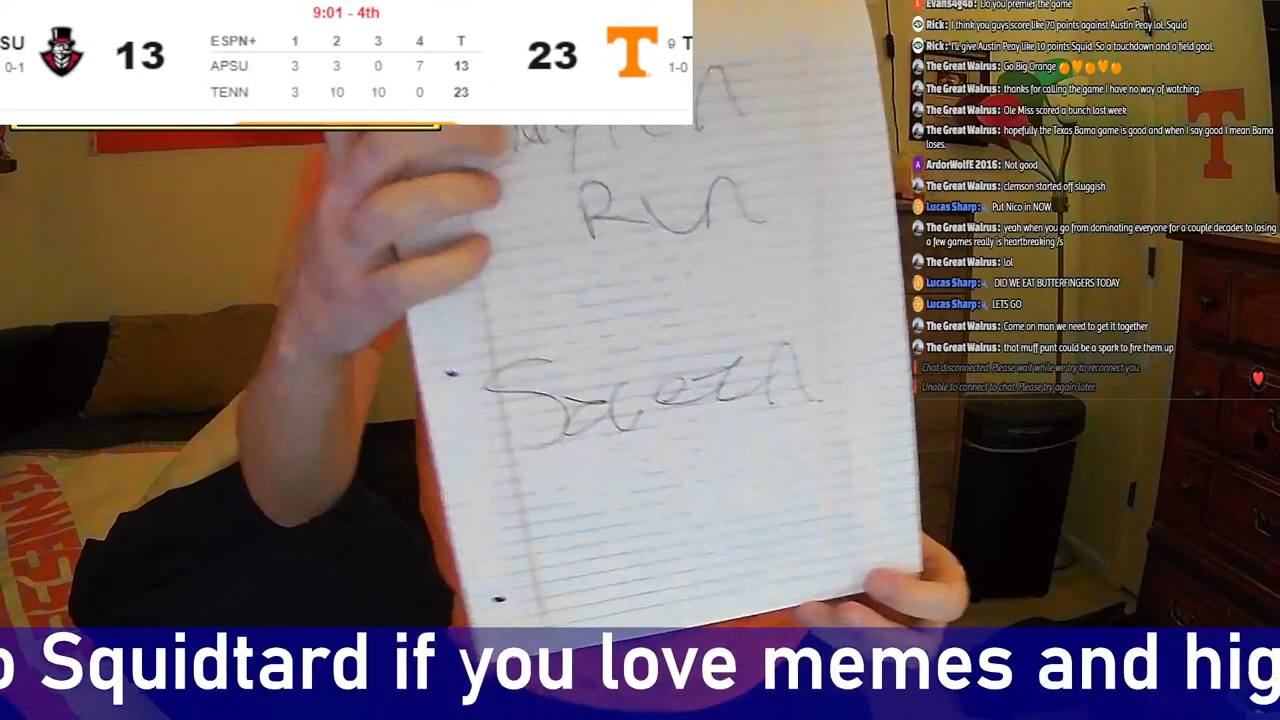 9:01 - 4th
SU
0-1
13
ESPN+ 1 2 3 4 T
APSU 3 3 0 7 13
TENN 3 10 10 0 23
23
T
9 T
1-0
Run
TENNESSEE
Evans4g4b: Do you premier the game
Rick: I think you guys score like 70 points against Austin Peay lol. Squid
Rick: I'll give Austin Peay like 10 points Squid. So a touchdown and a field goal.
The Great Walrus: Go Big Orange 🍊🧡🍊🧡🍊
The Great Walrus: thanks for calling the game I have no way of watching.
The Great Walrus: Ole Miss scored a bunch last week
The Great Walrus: hopefully the Texas Bama game is good and when I say good I mean Bama
loses.
ArdorWolfE 2016: Not good
The Great Walrus: clemson started off sluggish
Lucas Sharp: Put Nico in NOW
The Great Walrus: yeah when you go from dominating everyone for a couple decades to losing
a few games really is heartbreaking /s
The Great Walrus: lol
Lucas Sharp: DID WE EAT BUTTERFINGERS TODAY
Lucas Sharp: LETS GO
The Great Walrus: Come on man we need to get it together
The Great Walrus: that muff punt could be a spark to fire them up
Chat disconnected. Please wait while we try to reconnect you.
Unable to connect to chat. Please try again later.
T
o Squidtard if you love memes and hig